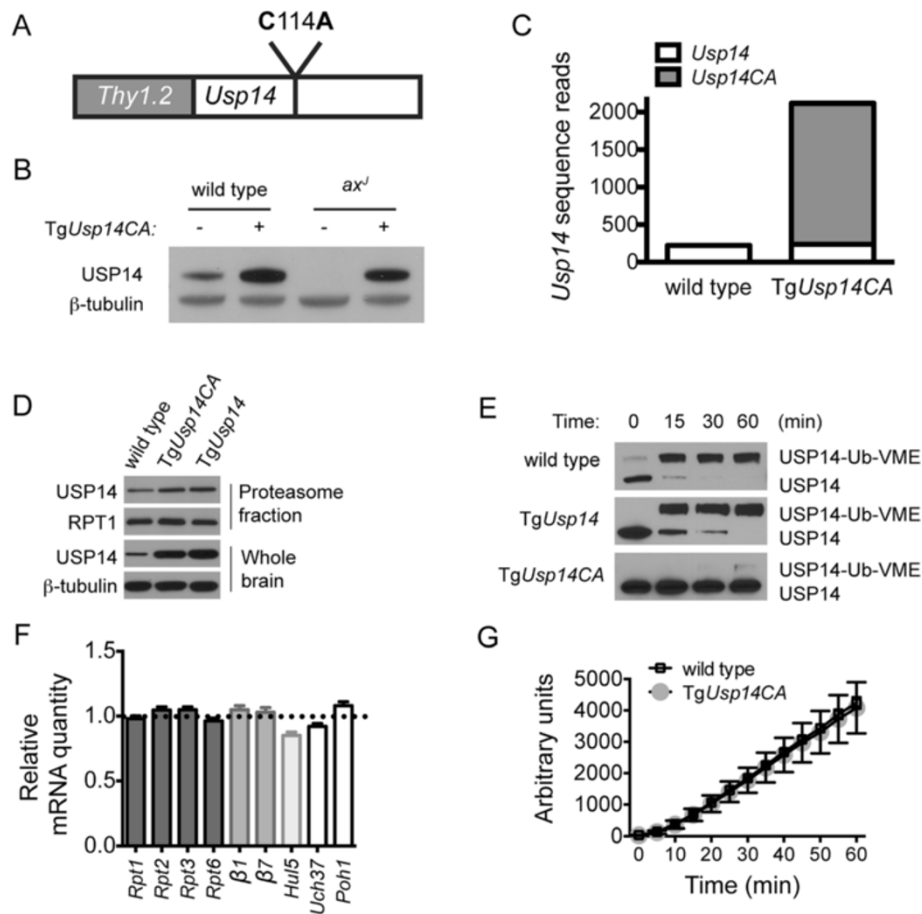 A
C114A
Thy1.2 Usp14
B
wild type ax^J
TgUsp14CA: - + - +
USP14
β-tubulin
C
Usp14
Usp14CA
Usp14 sequence reads
2000
1500
1000
500
0
wild type TgUsp14CA
D
wild type TgUsp14CA TgUsp14
USP14
RPT1
Proteasome
fraction
USP14
β-tubulin
Whole
brain
E
Time: 0 15 30 60 (min)
wild type
USP14-Ub-VME
USP14
TgUsp14
USP14-Ub-VME
USP14
TgUsp14CA
USP14-Ub-VME
USP14
F
Relative
mRNA quantity
1.5
1.0
0.5
0.0
Rpt1 Rpt2 Rpt3 Rpt6 β1 β7 Hul5 Uch37 Poh1
G
wild type
TgUsp14CA
Arbitrary units
5000
4000
3000
2000
1000
0
0 10 20 30 40 50 60
Time (min)